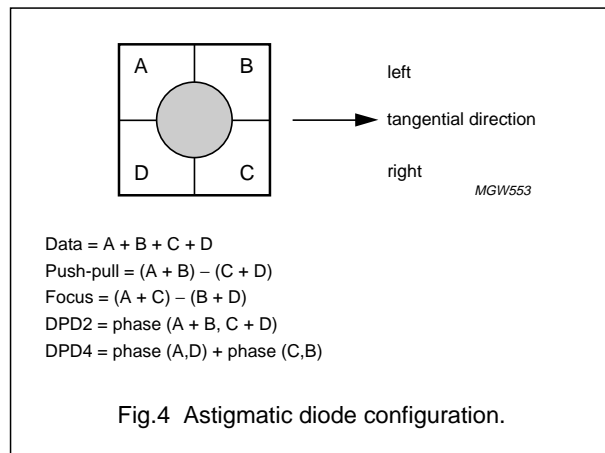 A B
left
tangential direction
D C
right
MGW553
Data = A + B + C + D
Push-pull = (A + B) − (C + D)
Focus = (A + C) − (B + D)
DPD2 = phase (A + B, C + D)
DPD4 = phase (A,D) + phase (C,B)
Fig.4 Astigmatic diode configuration.